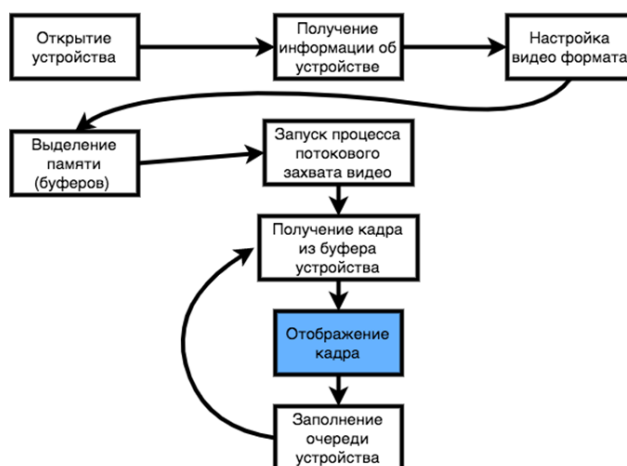 Открытие
устройства
Получение
информации об
устройстве
Настройка
видео формата
Выделение
памяти
(буферов)
Запуск процесса
потокового
захвата видео
Получение кадра
из буфера
устройства
Отображение
кадра
Заполнение
очереди
устройства